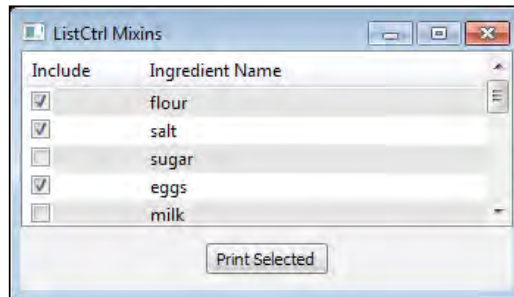 ListCtrl Mixins
Include Ingredient Name
flour
salt
sugar
eggs
milk
Print Selected